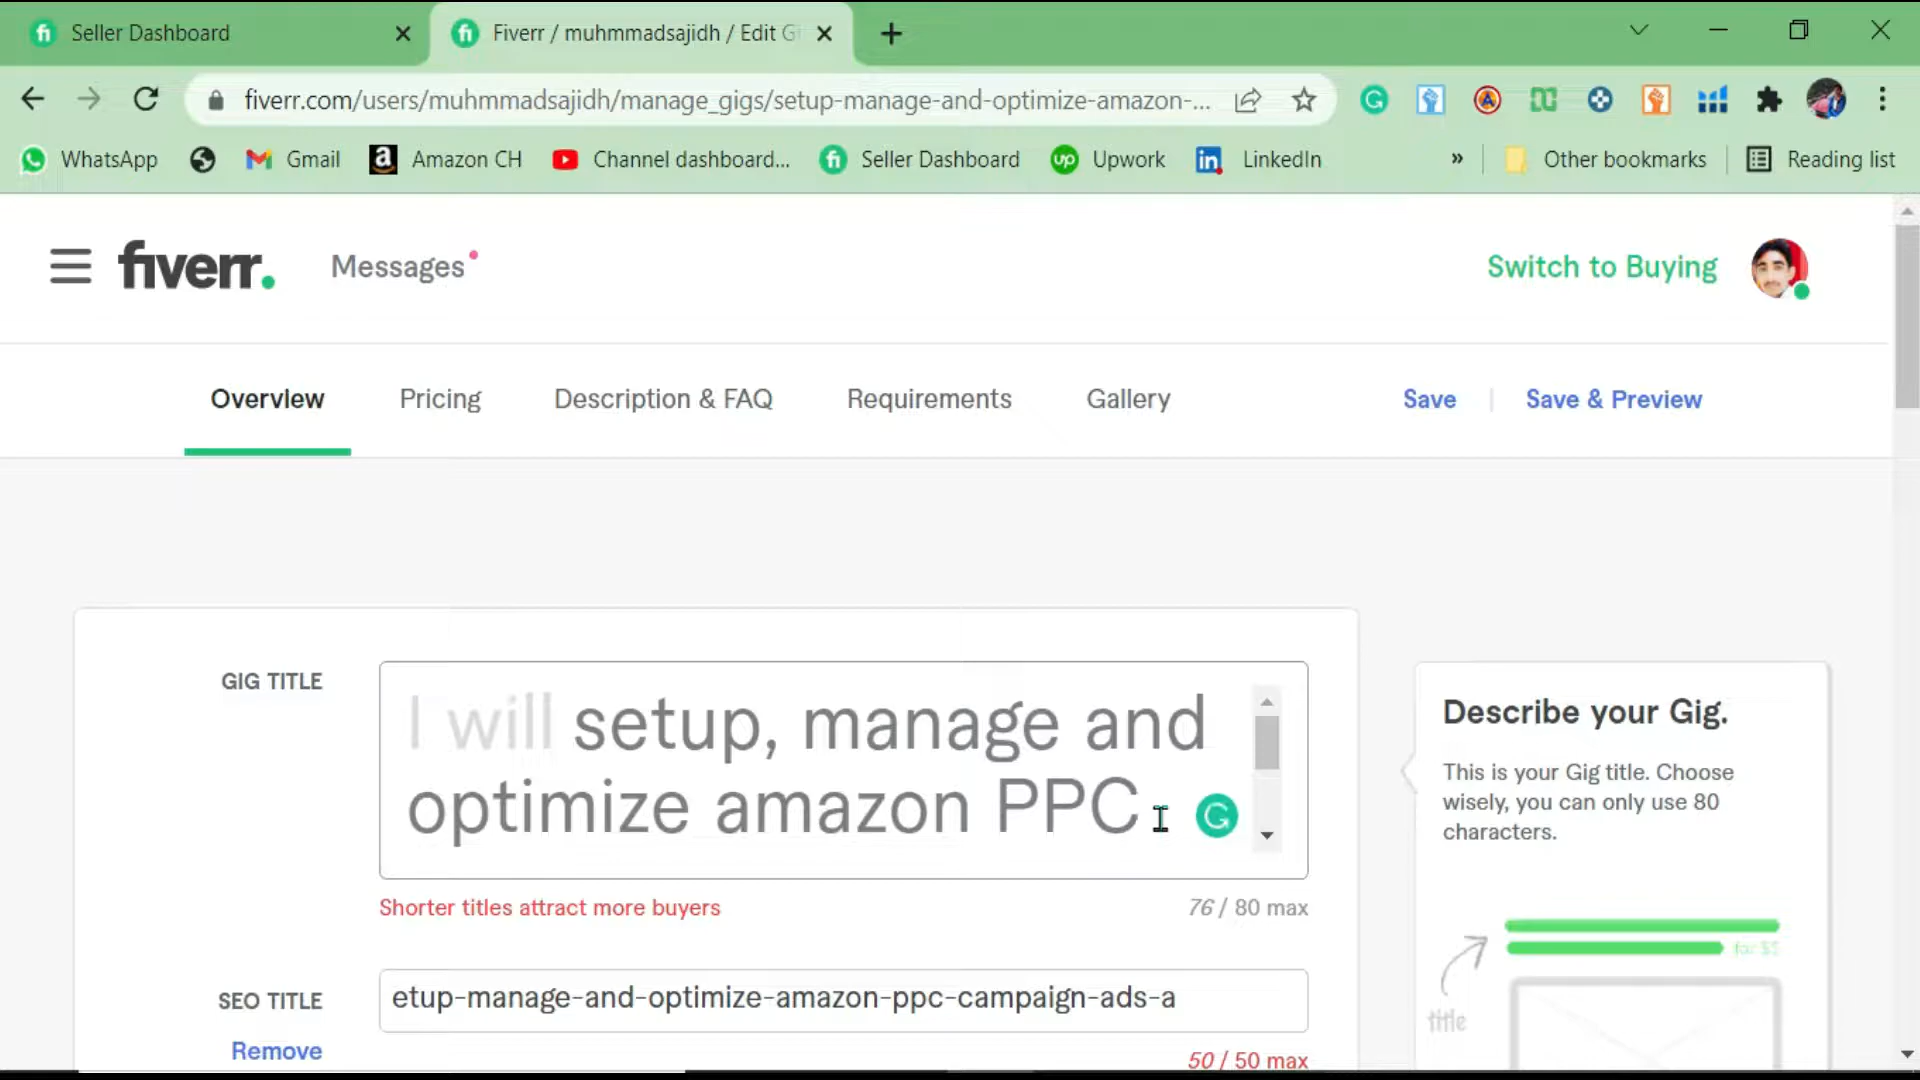 Seller Dashboard
Fiverr / muhmmadsajidh / Edit G
fiverr.com/users/muhmmadsajidh/manage_gigs/setup-manage-and-optimize-amazon-...
WhatsApp Gmail Amazon CH Channel dashboard... Seller Dashboard Upwork LinkedIn » Other bookmarks Reading list
fiverr. Messages Switch to Buying
Overview Pricing Description & FAQ Requirements Gallery Save Save & Preview
GIG TITLE
I will setup, manage and
optimize amazon PPC
Shorter titles attract more buyers 76 / 80 max
SEO TITLE
etup-manage-and-optimize-amazon-ppc-campaign-ads-a
Remove
50 / 50 max
Describe your Gig.
This is your Gig title. Choose
wisely, you can only use 80
characters.
for $5
title